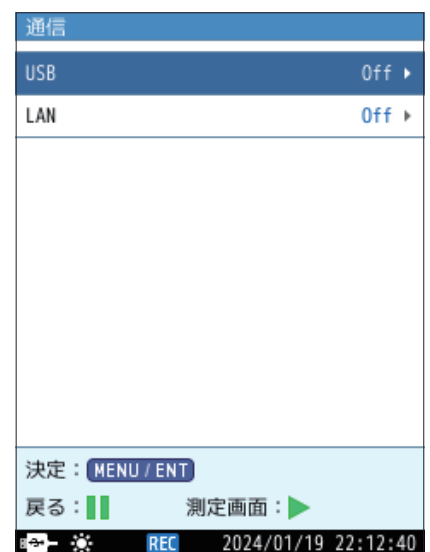 通信
USB Off
LAN Off
決定：MENU / ENT
戻る： 測定画面：
REC 2024/01/19 22:12:40